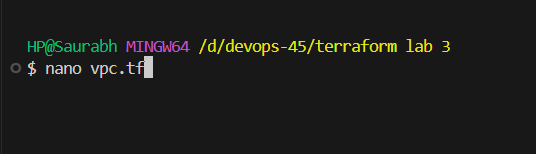 HP@Saurabh MINGW64 /d/devops-45/terraform lab 3
$ nano vpc.tf